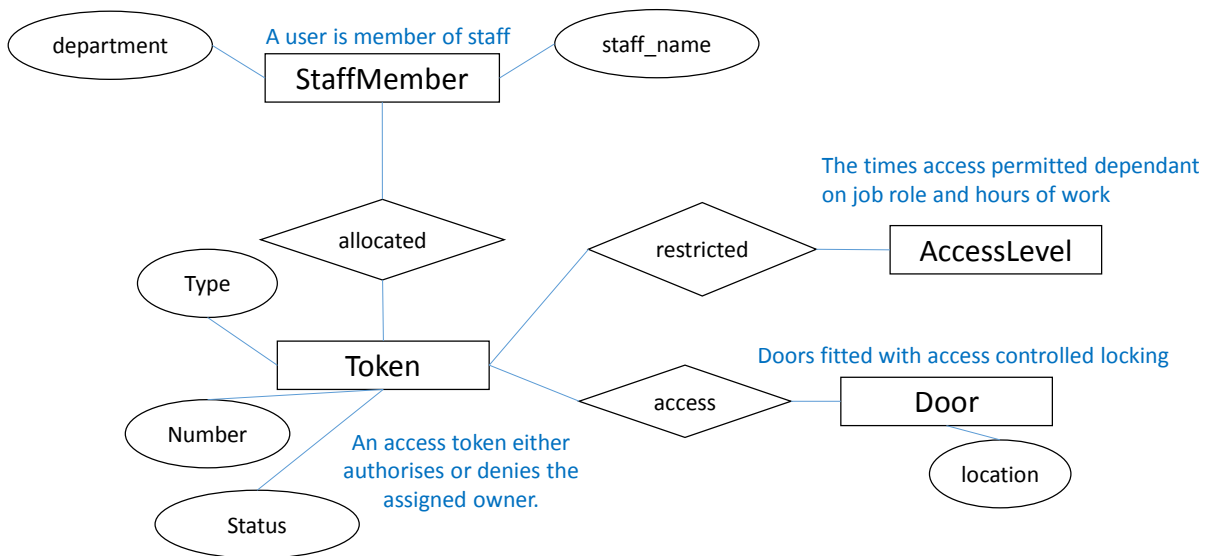 department
A user is member of staff
staff_name
StaffMember
The times access permitted dependant
on job role and hours of work
allocated
restricted
AccessLevel
Type
Token
Doors fitted with access controlled locking
access
Door
Number
An access token either
authorises or denies the
assigned owner.
location
Status